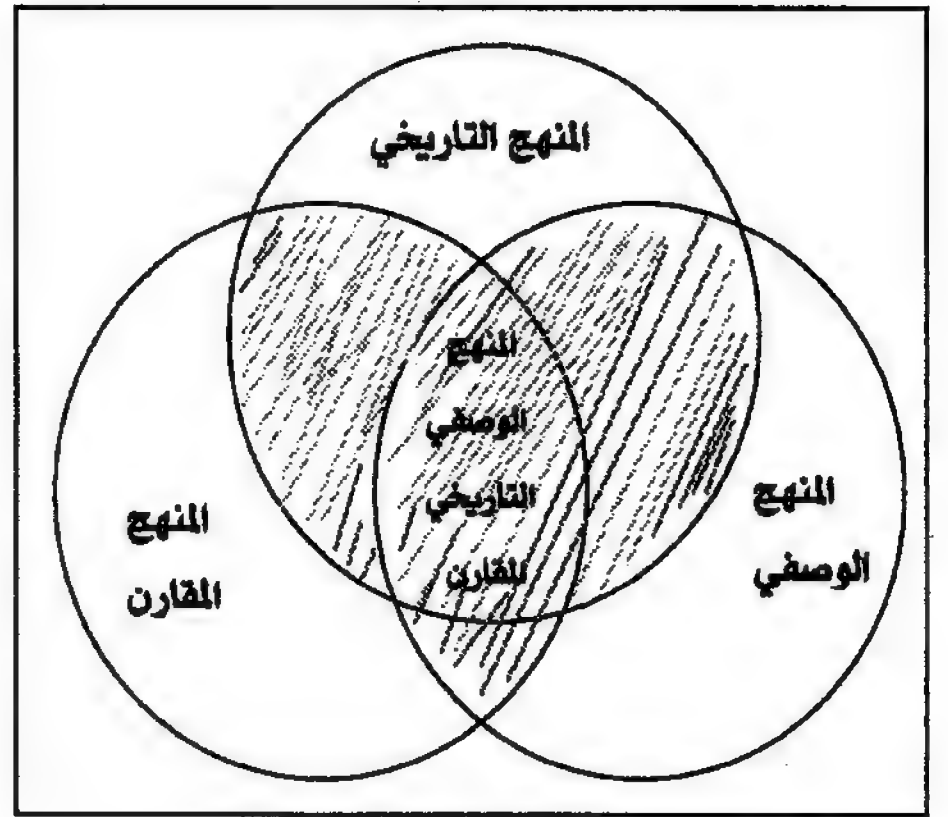 المنهج التاريخي
المنهج
الوصفي
التاريخي
المقارن
المنهج
الوصفي
المنهج
المقارن